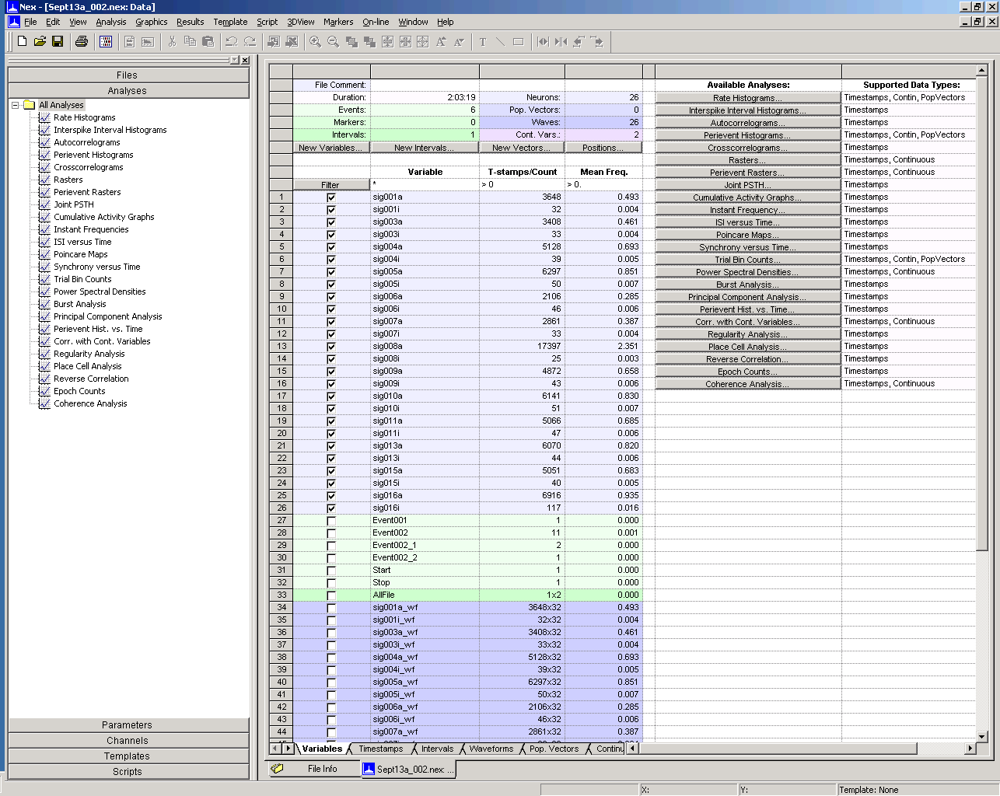 Nex - [Sept13a_002.nex: Data]
File Edit View Analysis Graphics Results Template Script 3DView Markers On-line Window Help
Files
Analyses
All Analyses
Rate Histograms
Interspike Interval Histograms
Autocorrelograms
Perievent Histograms
Crosscorrelograms
Rasters
Perievent Rasters
Joint PSTH
Cumulative Activity Graphs
Instant Frequencies
ISI versus Time
Poincare Maps
Synchrony versus Time
Trial Bin Counts
Power Spectral Densities
Burst Analysis
Principal Component Analysis
Perievent Hist. vs. Time
Corr. with Cont. Variables
Regularity Analysis
Place Cell Analysis
Reverse Correlation
Epoch Counts
Coherence Analysis
Parameters
Channels
Templates
Scripts
File Comment:
Duration: 2:03:19 Neurons: 26
Events: 6 Pop. Vectors: 0
Markers: 0 Waves: 26
Intervals: 1 Cont. Vars.: 2
New Variables... New Intervals... New Vectors... Positions...
Variable T-stamps/Count Mean Freq.
Filter * > 0 > 0.
1 sig001a 3648 0.493
2 sig001i 32 0.004
3 sig003a 3408 0.461
4 sig003i 33 0.004
5 sig004a 5128 0.693
6 sig004i 39 0.005
7 sig005a 6297 0.851
8 sig005i 50 0.007
9 sig006a 2106 0.285
10 sig006i 46 0.006
11 sig007a 2861 0.387
12 sig007i 33 0.004
13 sig008a 17397 2.351
14 sig008i 25 0.003
15 sig009a 4872 0.658
16 sig009i 43 0.006
17 sig010a 6141 0.830
18 sig010i 51 0.007
19 sig011a 5066 0.685
20 sig011i 47 0.006
21 sig013a 6070 0.820
22 sig013i 44 0.006
23 sig015a 5051 0.683
24 sig015i 40 0.005
25 sig016a 6916 0.935
26 sig016i 117 0.016
27 Event001 1 0.000
28 Event002 11 0.001
29 Event002_1 2 0.000
30 Event002_2 1 0.000
31 Start 1 0.000
32 Stop 1 0.000
33 AllFile 1x2 0.000
34 sig001a_wf 3648x32 0.493
35 sig001i_wf 32x32 0.004
36 sig003a_wf 3408x32 0.461
37 sig003i_wf 33x32 0.004
38 sig004a_wf 5128x32 0.693
39 sig004i_wf 39x32 0.005
40 sig005a_wf 6297x32 0.851
41 sig005i_wf 50x32 0.007
42 sig006a_wf 2106x32 0.285
43 sig006i_wf 46x32 0.006
44 sig007a_wf 2861x32 0.387
Available Analyses: Supported Data Types:
Rate Histograms... Timestamps, Contin, PopVectors
Interspike Interval Histograms... Timestamps
Autocorrelograms... Timestamps
Perievent Histograms... Timestamps, Contin, PopVectors
Crosscorrelograms... Timestamps
Rasters... Timestamps, Continuous
Perievent Rasters... Timestamps, Continuous
Joint PSTH... Timestamps
Cumulative Activity Graphs... Timestamps
Instant Frequency... Timestamps
ISI versus Time... Timestamps
Poincare Maps... Timestamps
Synchrony versus Time... Timestamps
Trial Bin Counts... Timestamps, Contin, PopVectors
Power Spectral Densities... Timestamps, Continuous
Burst Analysis... Timestamps
Principal Component Analysis... Timestamps
Perievent Hist. vs. Time... Timestamps
Corr. with Cont. Variables... Timestamps, Continuous
Regularity Analysis... Timestamps
Place Cell Analysis... Timestamps
Reverse Correlation... Timestamps
Epoch Counts... Timestamps
Coherence Analysis... Timestamps, Continuous
Variables Timestamps Intervals Waveforms Pop. Vectors Continu
File Info Sept13a_002.nex: ...
X: Y: Template: None